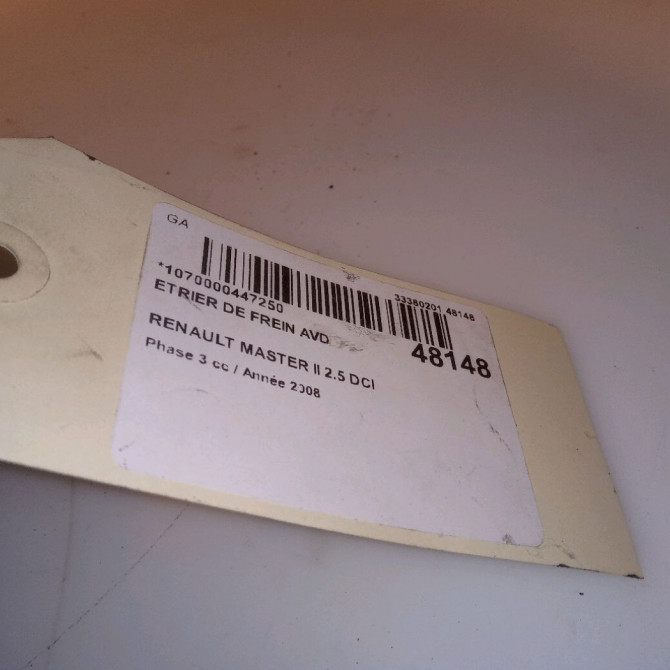 GA
33380201 48148
*1070000447250
ETRIER DE FREIN AVD
48148
RENAULT MASTER II 2.5 DCI
Phase 3 cc / Année 2008